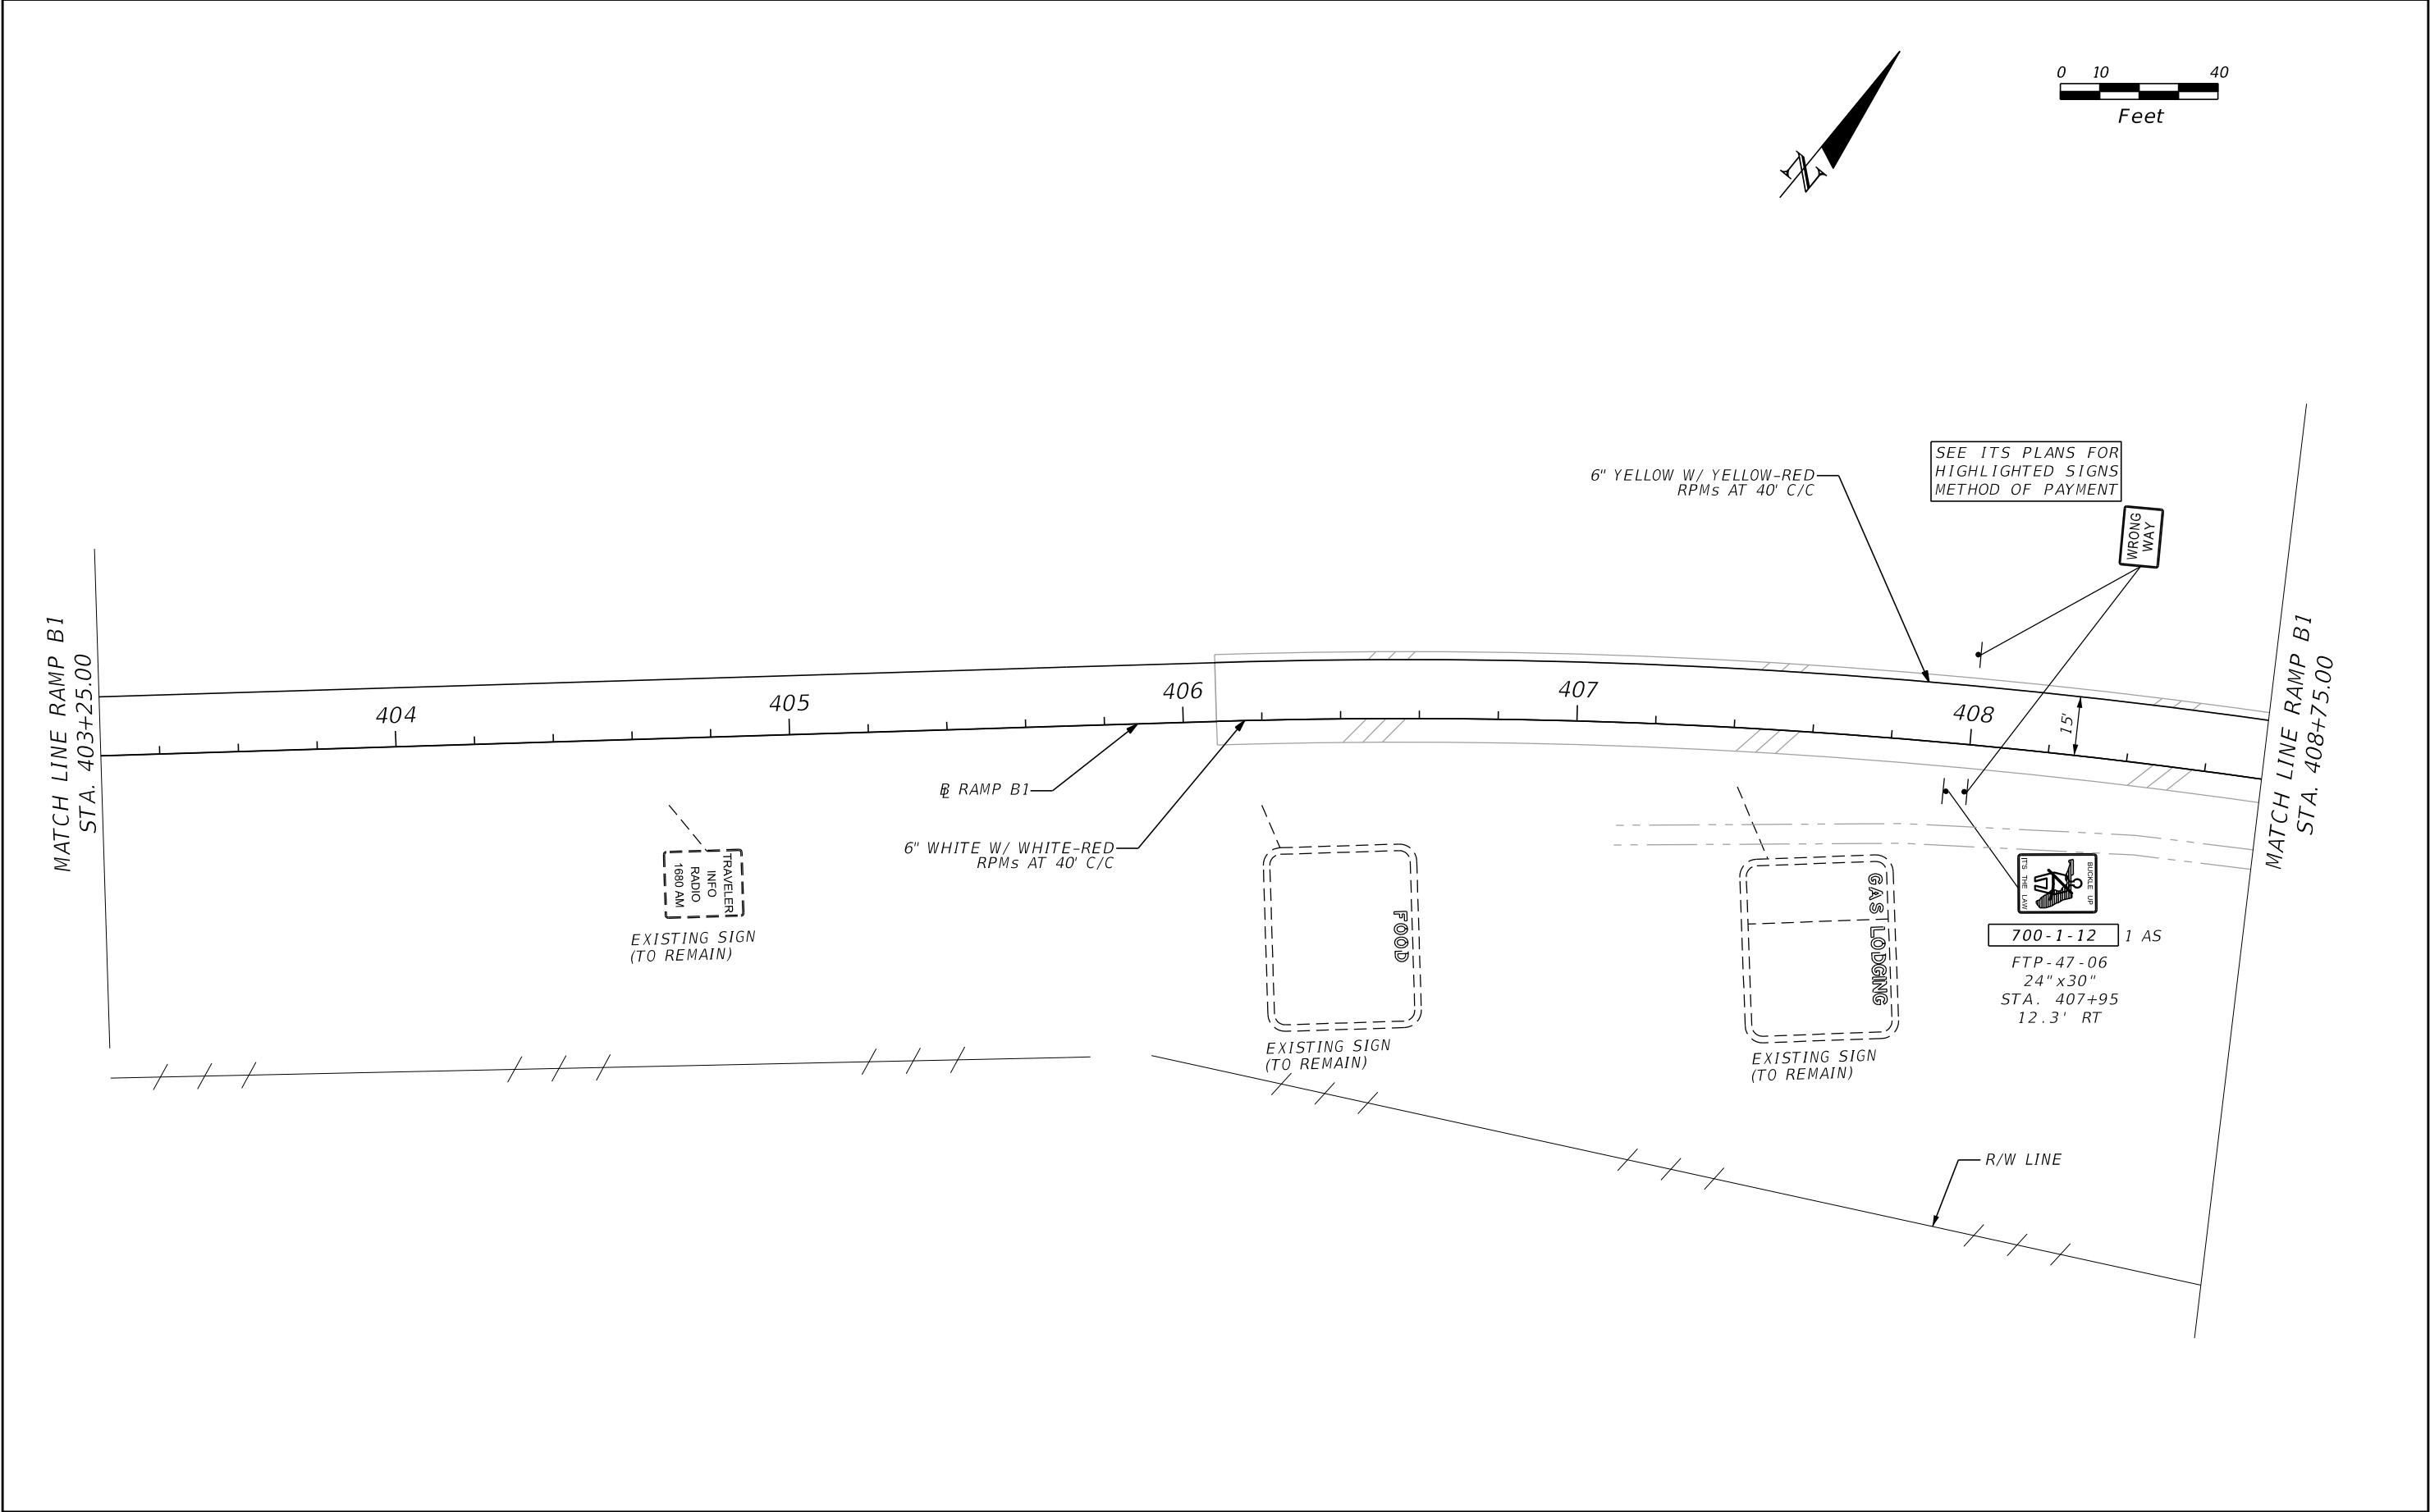 0 10 40
Feet
N
SEE ITS PLANS FOR
HIGHLIGHTED SIGNS
METHOD OF PAYMENT
6" YELLOW W/ YELLOW-RED
RPMs AT 40' C/C
WRONG
WAY
MATCH LINE RAMP B1
STA. 403+25.00
404
405
406
407
408
15'
MATCH LINE RAMP B1
STA. 408+75.00
BL RAMP B1
6" WHITE W/ WHITE-RED
RPMs AT 40' C/C
TRAVELER
INFO
RADIO
1680 AM
EXISTING SIGN
(TO REMAIN)
FOOD
EXISTING SIGN
(TO REMAIN)
GAS LODGING
EXISTING SIGN
(TO REMAIN)
BUCKLE UP
IT'S THE LAW
700-1-12 1 AS
FTP-47-06
24"x30"
STA. 407+95
12.3' RT
R/W LINE